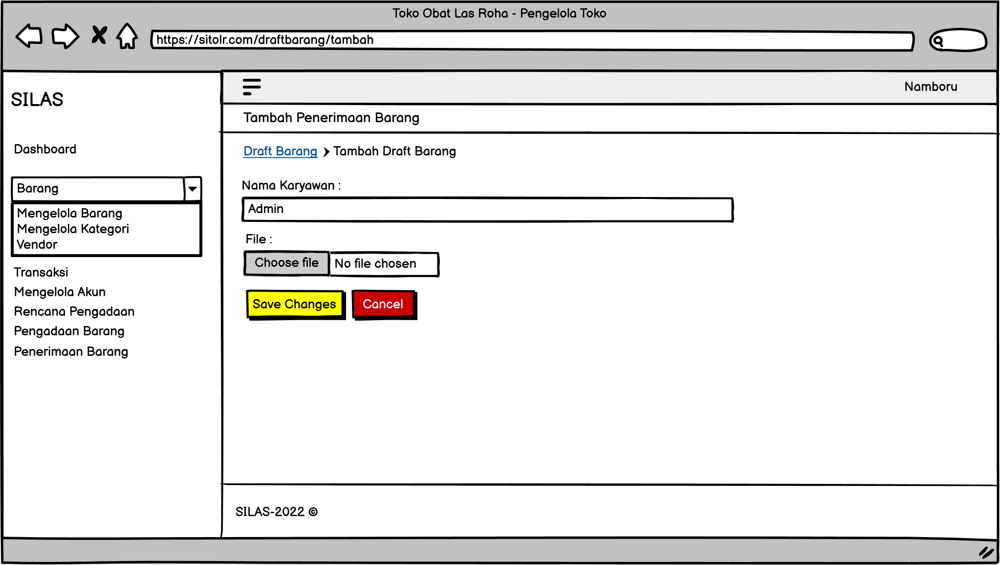 Toko Obat Las Roha - Pengelola Toko
https://sitolr.com/draftbarang/tambah
SILAS
Namboru
Dashboard
Barang
Mengelola Barang
Mengelola Kategori
Vendor
Transaksi
Mengelola Akun
Rencana Pengadaan
Pengadaan Barang
Penerimaan Barang
Tambah Penerimaan Barang
Draft Barang Tambah Draft Barang
Nama Karyawan :
Admin
File :
Choose file No file chosen
Save Changes Cancel
SILAS-2022 ©